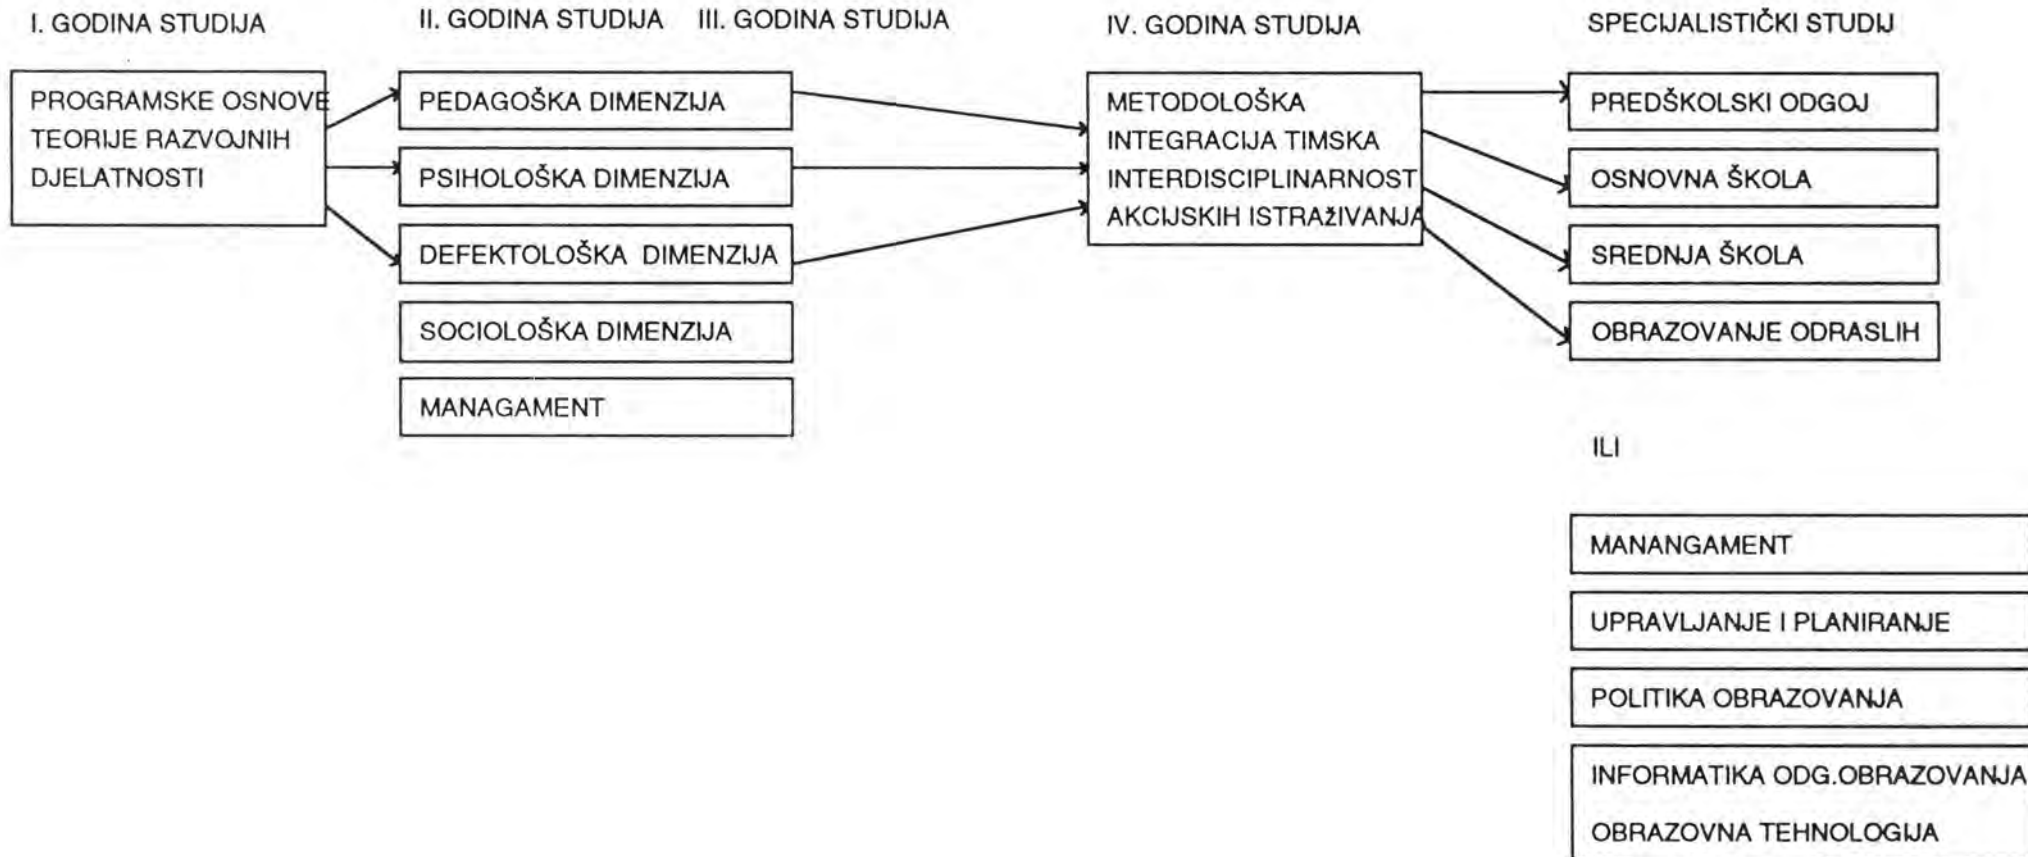 I. GODINA STUDIJA
II. GODINA STUDIJA
III. GODINA STUDIJA
IV. GODINA STUDIJA
SPECIJALISTIČKI STUDIJ
PROGRAMSKE OSNOVE
TEORIJE RAZVOJNIH
DJELATNOSTI
PEDAGOŠKA DIMENZIJA
PSIHOLOŠKA DIMENZIJA
DEFEKTOLOŠKA DIMENZIJA
SOCIOLOŠKA DIMENZIJA
MANAGAMENT
METODOLOŠKA
INTEGRACIJA TIMSKA
INTERDISCIPLINARNOST
AKCIJSKIH ISTRAžIVANJA
PREDŠKOLSKI ODGOJ
OSNOVNA ŠKOLA
SREDNJA ŠKOLA
OBRAZOVANJE ODRASLIH
ILI
MANANGAMENT
UPRAVLJANJE I PLANIRANJE
POLITIKA OBRAZOVANJA
INFORMATIKA ODG.OBRAZOVANJA
OBRAZOVNA TEHNOLOGIJA